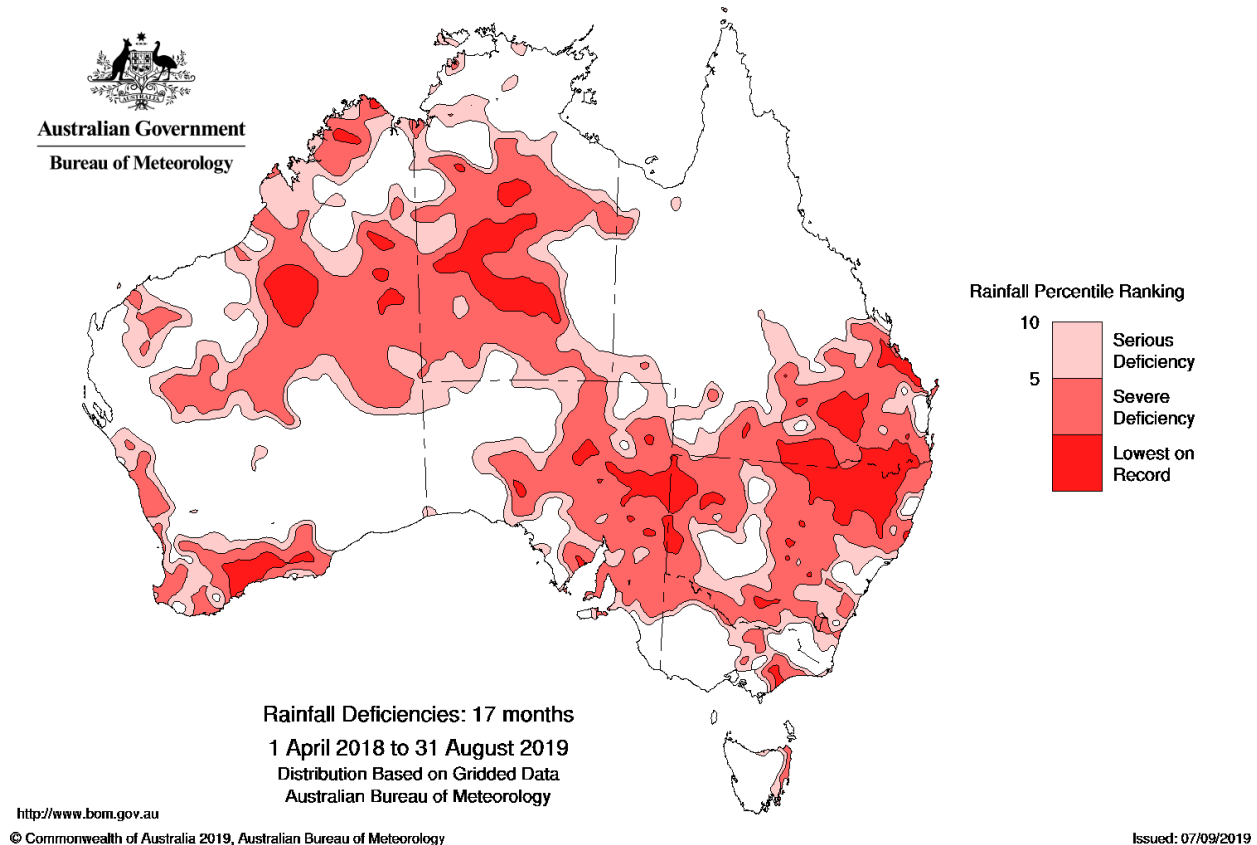 AUSTRALIA
Australian Government
Bureau of Meteorology
Rainfall Percentile Ranking
10
Serious
Deficiency
5
Severe
Deficiency
Lowest on
Record
Rainfall Deficiencies: 17 months
1 April 2018 to 31 August 2019
Distribution Based on Gridded Data
Australian Bureau of Meteorology
http://www.bom.gov.au
© Commonwealth of Australia 2019, Australian Bureau of Meteorology
Issued: 07/09/2019